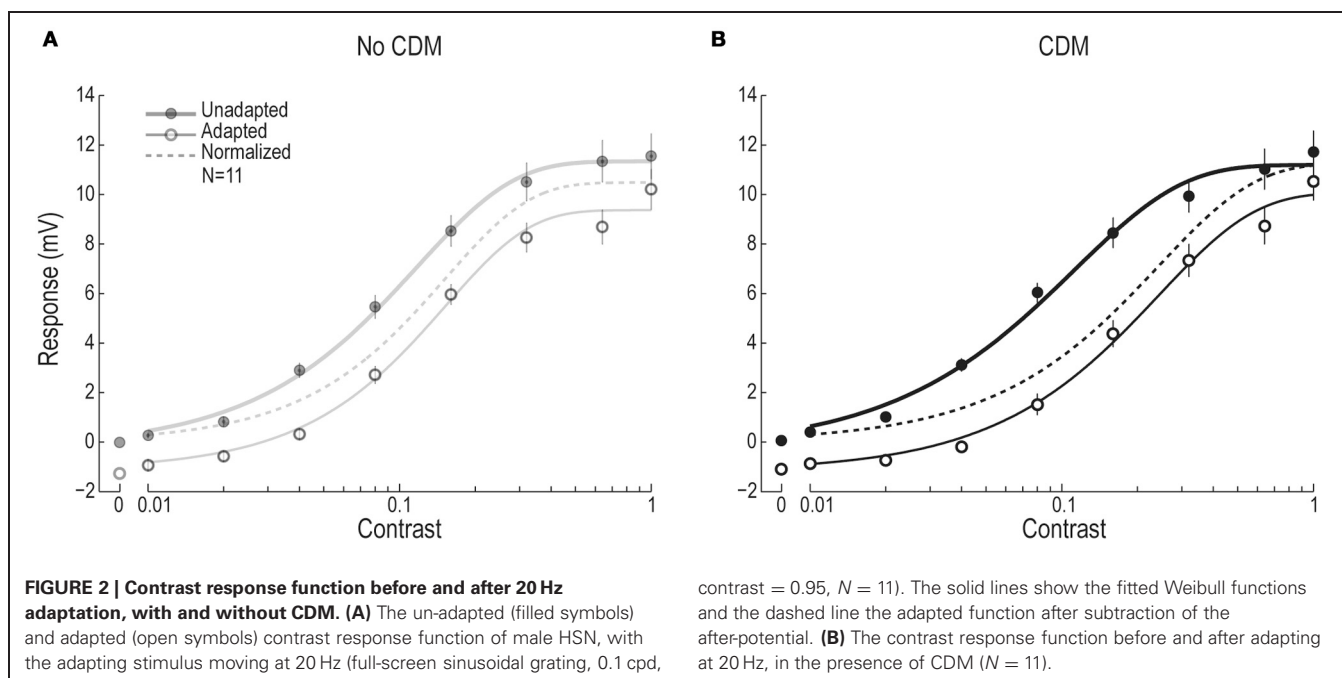 A
No CDM
14
12
10
8
6
4
2
0
−2
Response (mV)
Unadapted
Adapted
Normalized
N=11
0 0.01 0.1 1
Contrast
B
CDM
14
12
10
8
6
4
2
0
−2
0 0.01 0.1 1
Contrast
FIGURE 2 | Contrast response function before and after 20 Hz
adaptation, with and without CDM. (A) The un-adapted (filled symbols)
and adapted (open symbols) contrast response function of male HSN, with
the adapting stimulus moving at 20 Hz (full-screen sinusoidal grating, 0.1 cpd,
contrast = 0.95, N = 11). The solid lines show the fitted Weibull functions
and the dashed line the adapted function after subtraction of the
after-potential. (B) The contrast response function before and after adapting
at 20 Hz, in the presence of CDM (N = 11).